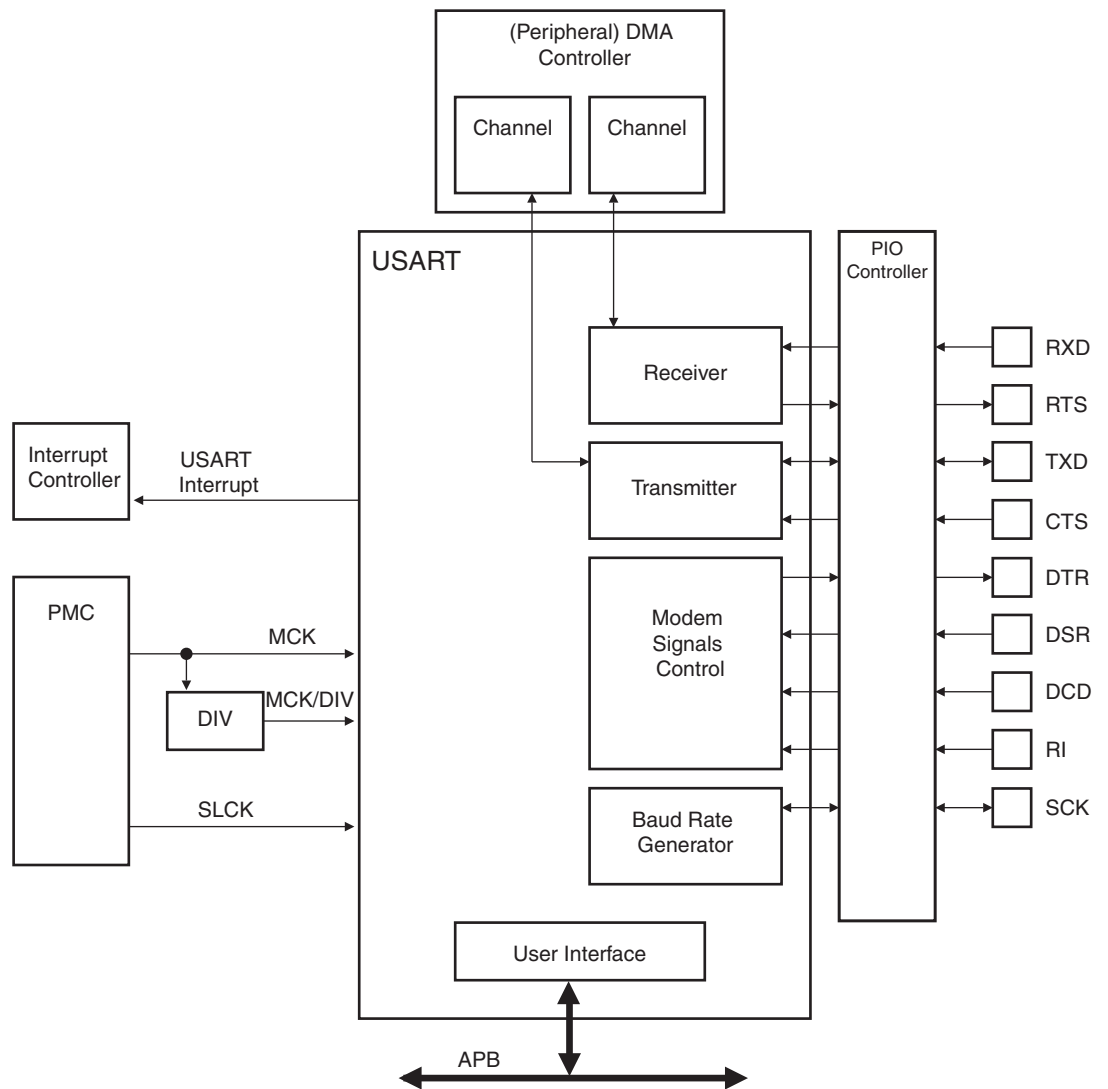 (Peripheral) DMA
Controller
Channel
Channel
USART
PIO
Controller
Receiver
RXD
RTS
Interrupt
Controller
USART
Interrupt
Transmitter
TXD
CTS
PMC
MCK
DIV
MCK/DIV
SLCK
Modem
Signals
Control
DTR
DSR
DCD
RI
Baud Rate
Generator
SCK
User Interface
APB